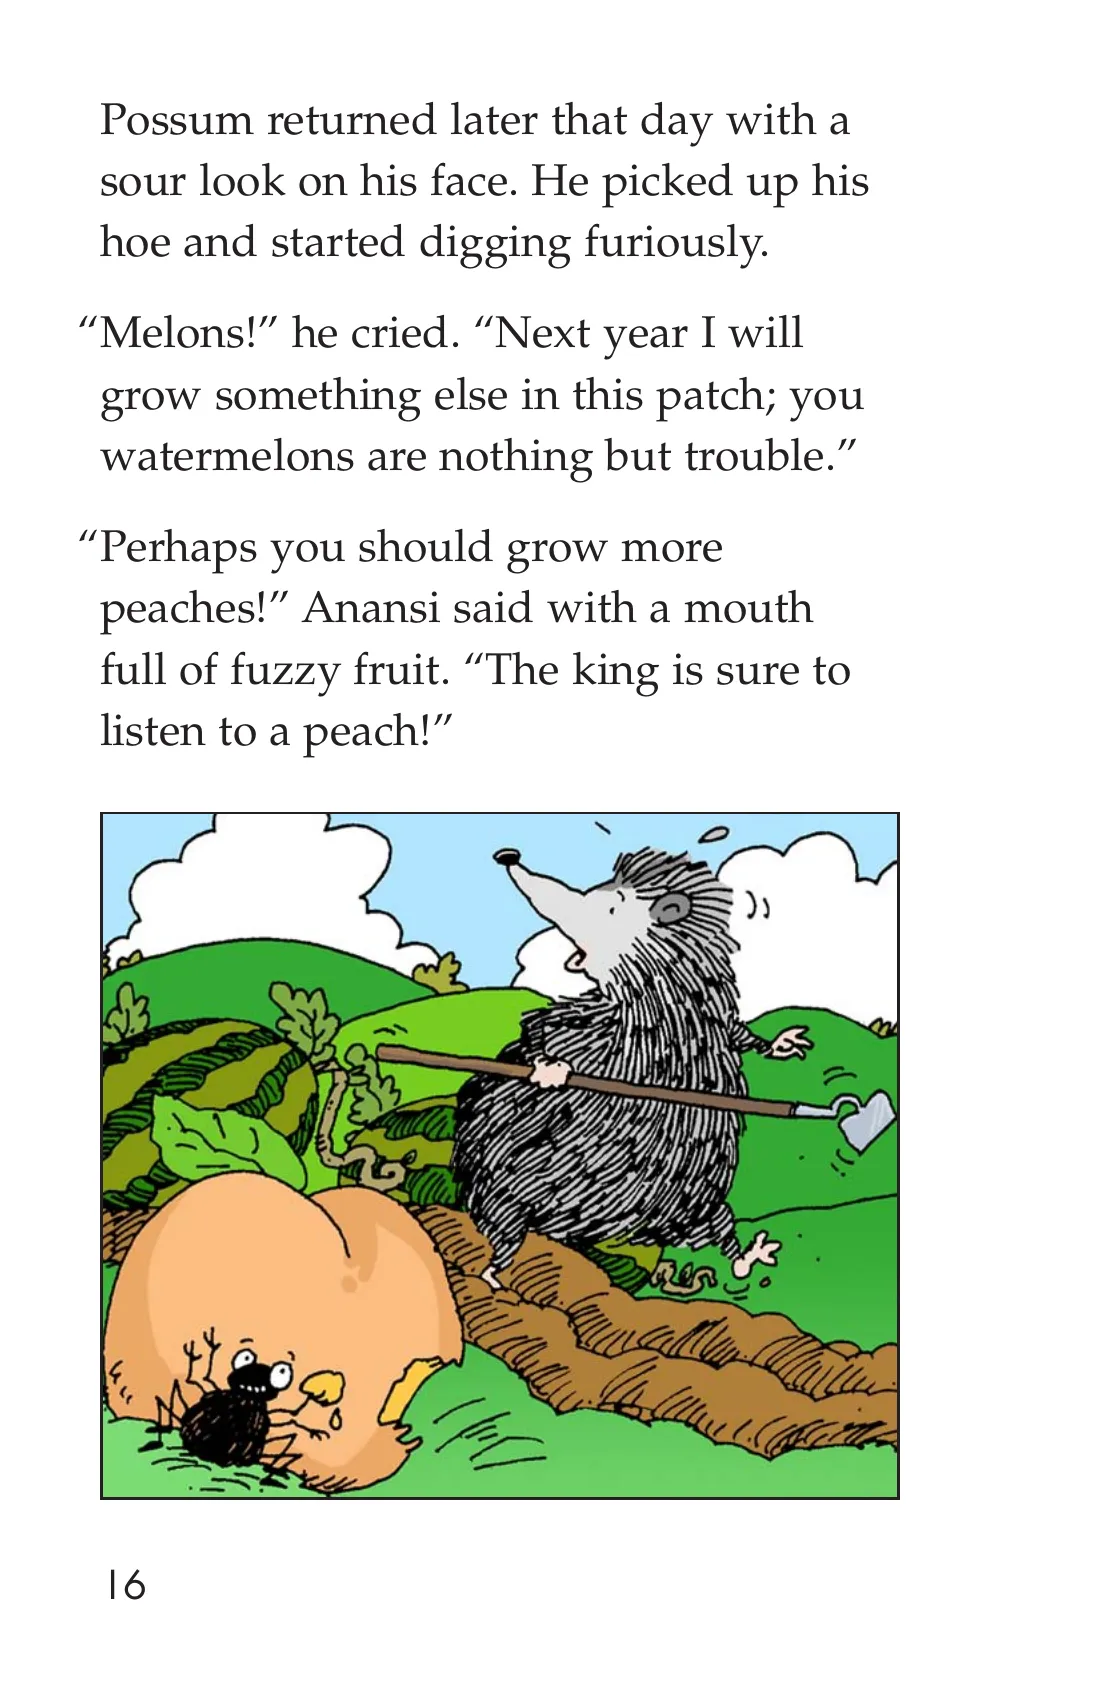 Possum returned later that day with a
sour look on his face. He picked up his
hoe and started digging furiously.
“Melons!” he cried. “Next year I will
grow something else in this patch; you
watermelons are nothing but trouble.”
“Perhaps you should grow more
peaches!” Anansi said with a mouth
full of fuzzy fruit. “The king is sure to
listen to a peach!”
16